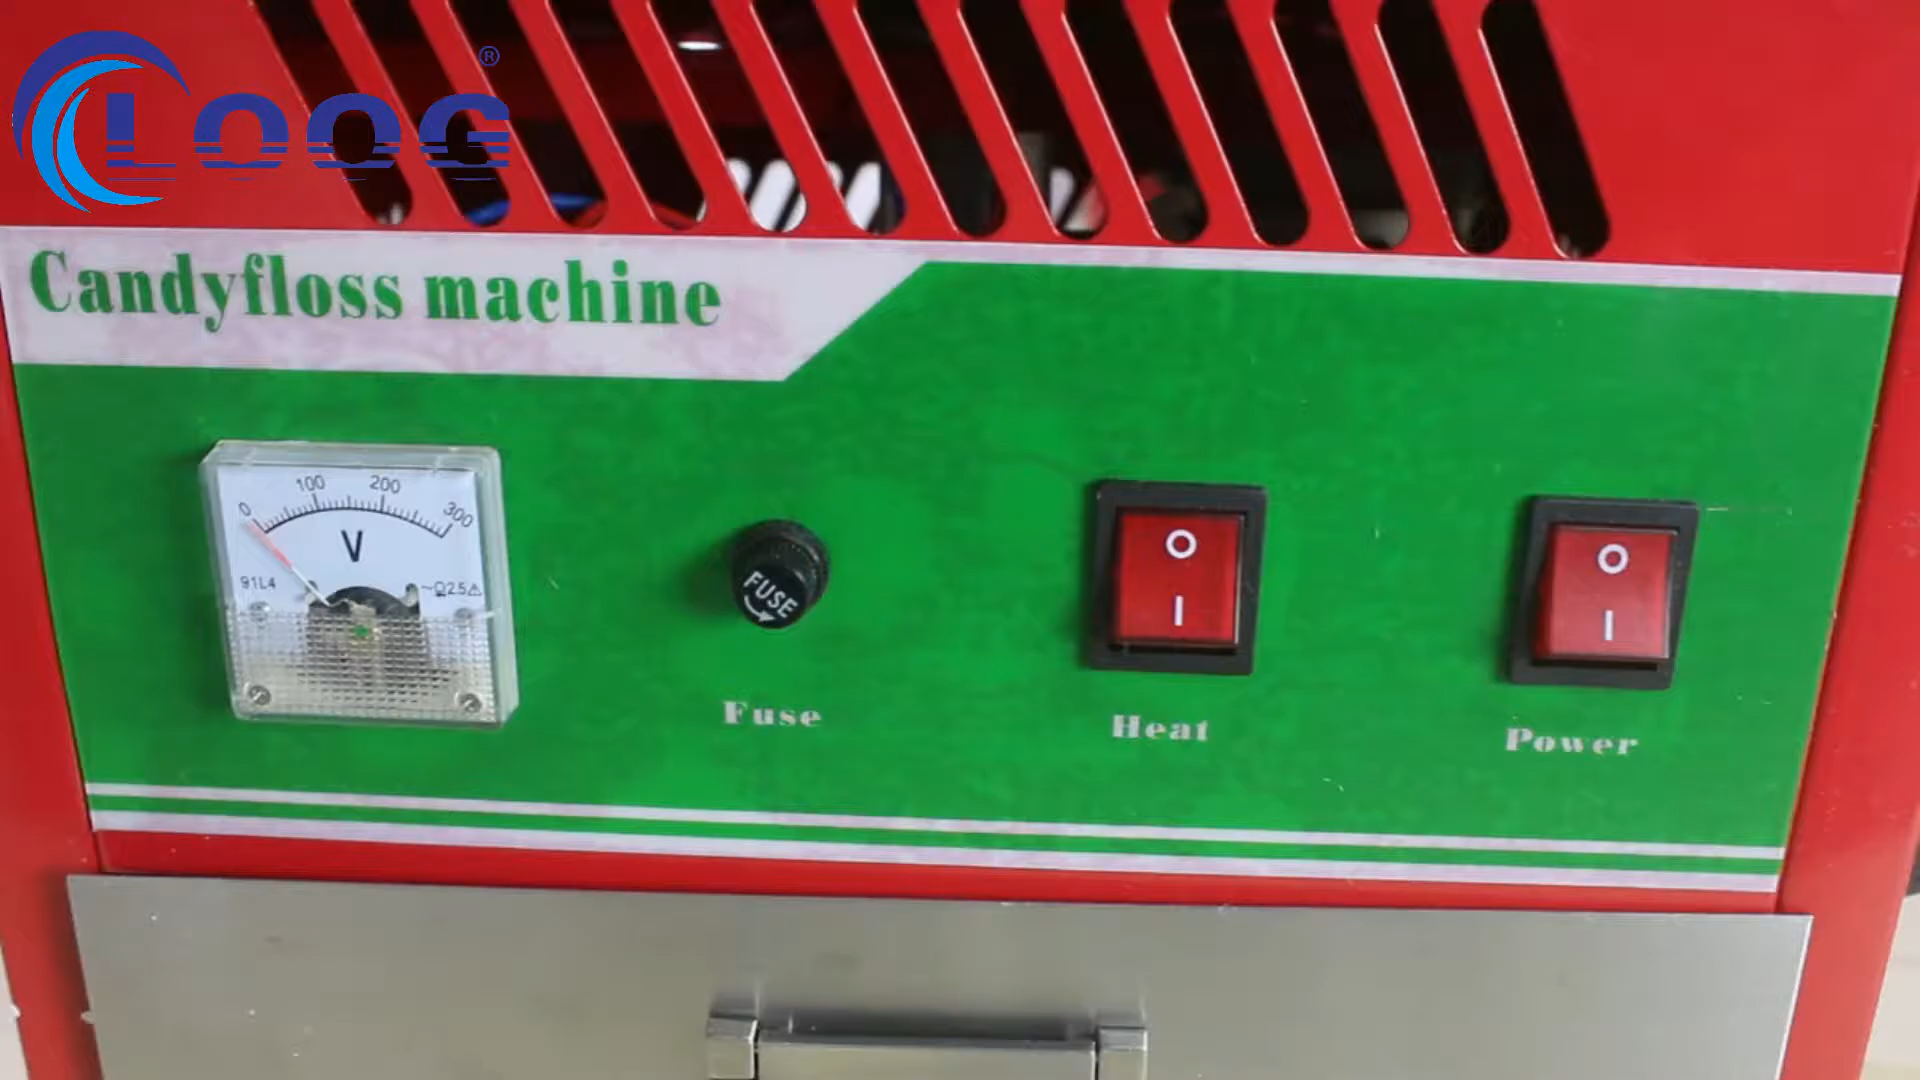 LOOG®
Candyfloss machine
0 100 200 300
V
91L4
~Ω2.5⚠
FUSE
Fuse
Heat
Power
O
I
O
I